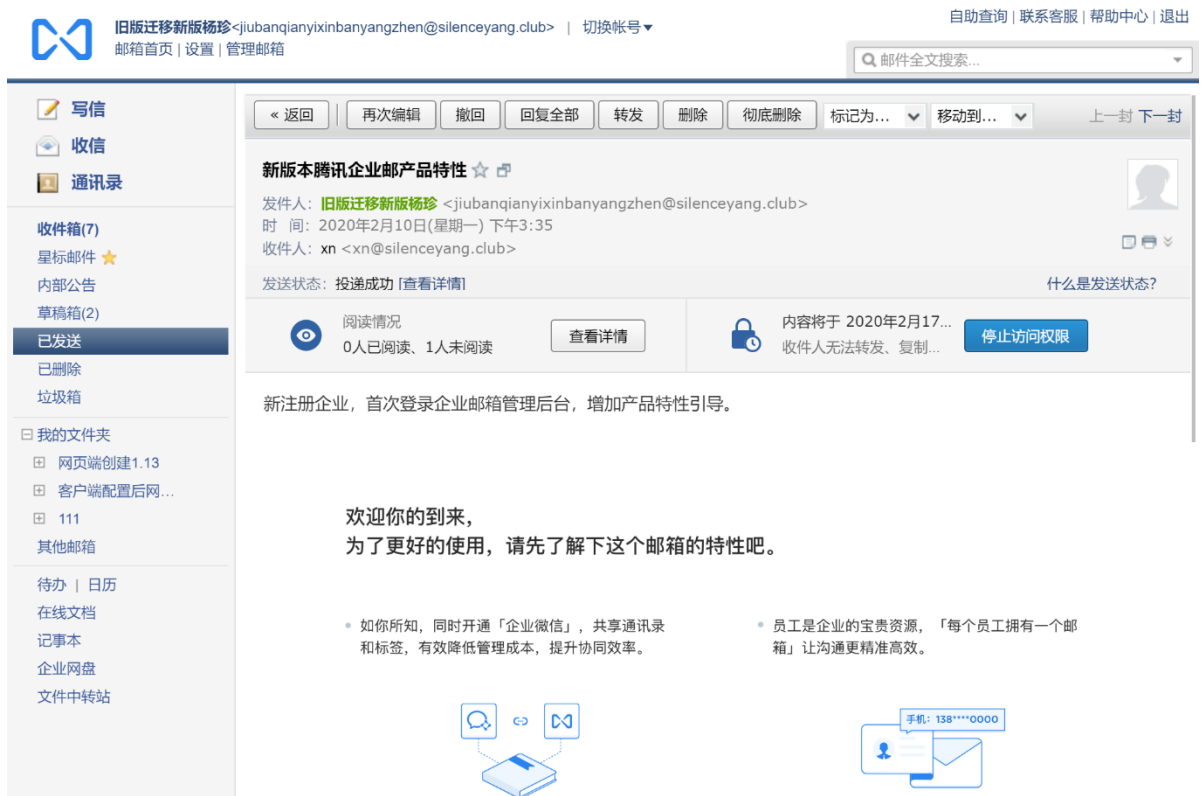 旧版迁移新版杨珍<jiubanqianyixinbanyangzhen@silenceyang.club> | 切换帐号▾
自助查询 | 联系客服 | 帮助中心 | 退出
邮箱首页 | 设置 | 管理邮箱
邮件全文搜索...
写信
收信
通讯录
收件箱(7)
星标邮件
内部公告
草稿箱(2)
已发送
已删除
垃圾箱
我的文件夹
网页端创建1.13
客户端配置后网...
111
其他邮箱
待办 | 日历
在线文档
记事本
企业网盘
文件中转站
« 返回 再次编辑 撤回 回复全部 转发 删除 彻底删除 标记为... 移动到... 上一封 下一封
新版本腾讯企业邮产品特性
发件人：旧版迁移新版杨珍 <jiubanqianyixinbanyangzhen@silenceyang.club>
时 间：2020年2月10日(星期一) 下午3:35
收件人：xn <xn@silenceyang.club>
发送状态：投递成功 [查看详情] 什么是发送状态?
阅读情况
0人已阅读、1人未阅读
查看详情
内容将于 2020年2月17...
收件人无法转发、复制...
停止访问权限
新注册企业，首次登录企业邮箱管理后台，增加产品特性引导。
欢迎你的到来，
为了更好的使用，请先了解下这个邮箱的特性吧。
如你所知，同时开通「企业微信」，共享通讯录
和标签，有效降低管理成本，提升协同效率。
员工是企业的宝贵资源，「每个员工拥有一个邮
箱」让沟通更精准高效。
手机：138****0000